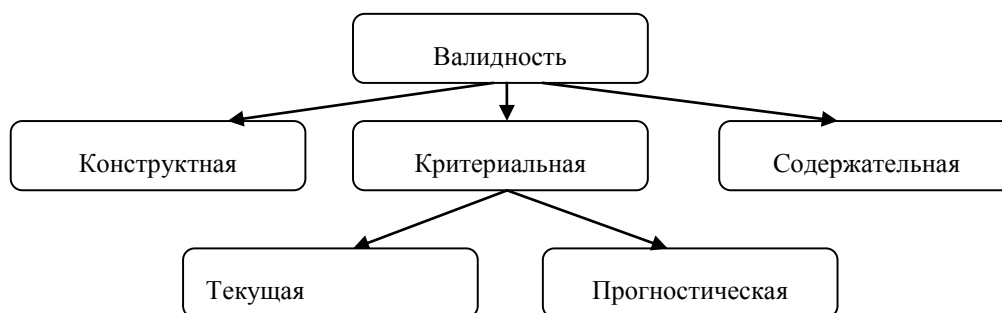 Валидность
Конструктная
Критериальная
Содержательная
Текущая
Прогностическая